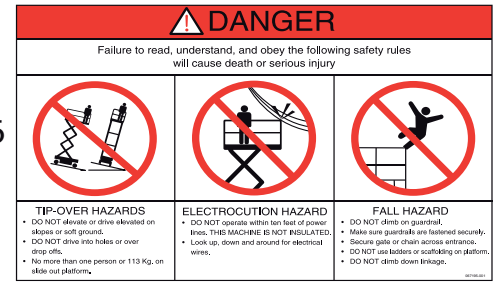 DANGER
Failure to read, understand, and obey the following safety rules
will cause death or serious injury
5
TIP-OVER HAZARDS
• DO NOT elevate or drive elevated on
slopes or soft ground.
• DO NOT drive into holes or over
drop offs.
• No more than one person or 113 Kg. on
slide out platform.
ELECTROCUTION HAZARD
• DO NOT operate within ten feet of power
lines. THIS MACHINE IS NOT INSULATED.
• Look up, down and around for electrical
wires.
FALL HAZARD
• DO NOT climb on guardrail.
• Make sure guardrails are fastened securely.
• Secure gate or chain across entrance.
• DO NOT use ladders or scaffolding on platform.
• DO NOT climb down linkage.